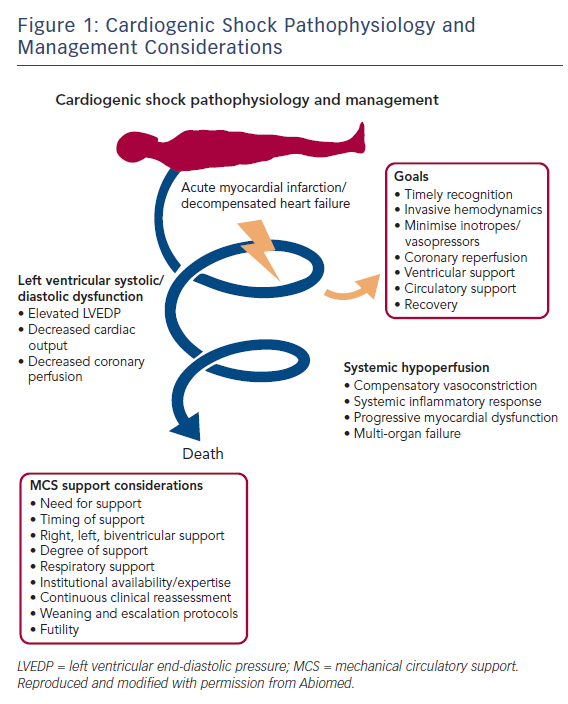 Figure 1: Cardiogenic Shock Pathophysiology and
Management Considerations
Cardiogenic shock pathophysiology and management
Acute myocardial infarction/
decompensated heart failure
Goals
• Timely recognition
• Invasive hemodynamics
• Minimise inotropes/
vasopressors
• Coronary reperfusion
• Ventricular support
• Circulatory support
• Recovery
Left ventricular systolic/
diastolic dysfunction
• Elevated LVEDP
• Decreased cardiac
output
• Decreased coronary
perfusion
Systemic hypoperfusion
• Compensatory vasoconstriction
• Systemic inflammatory response
• Progressive myocardial dysfunction
• Multi-organ failure
Death
MCS support considerations
• Need for support
• Timing of support
• Right, left, biventricular support
• Degree of support
• Respiratory support
• Institutional availability/expertise
• Continuous clinical reassessment
• Weaning and escalation protocols
• Futility
LVEDP = left ventricular end-diastolic pressure; MCS = mechanical circulatory support.
Reproduced and modified with permission from Abiomed.